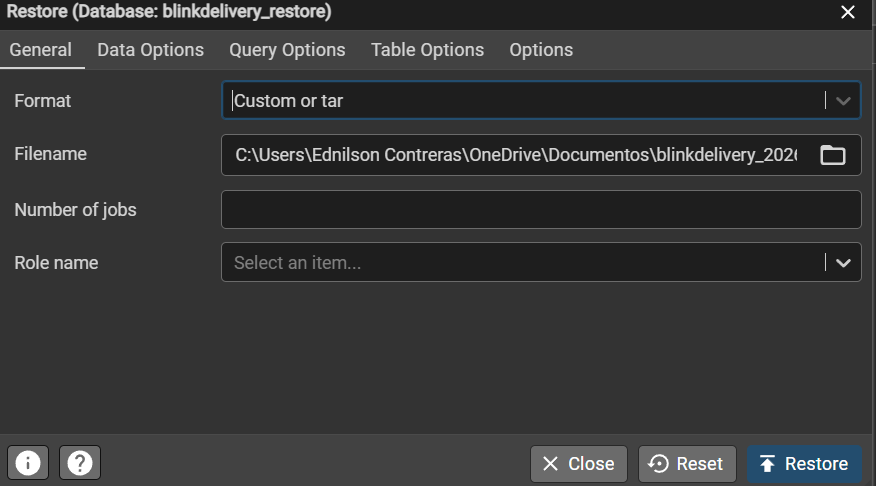 Restore (Database: blinkdelivery_restore)
General Data Options Query Options Table Options Options
Format Custom or tar
Filename C:\Users\Ednilson Contreras\OneDrive\Documentos\blinkdelivery_202
Number of jobs
Role name Select an item...
Close Reset Restore